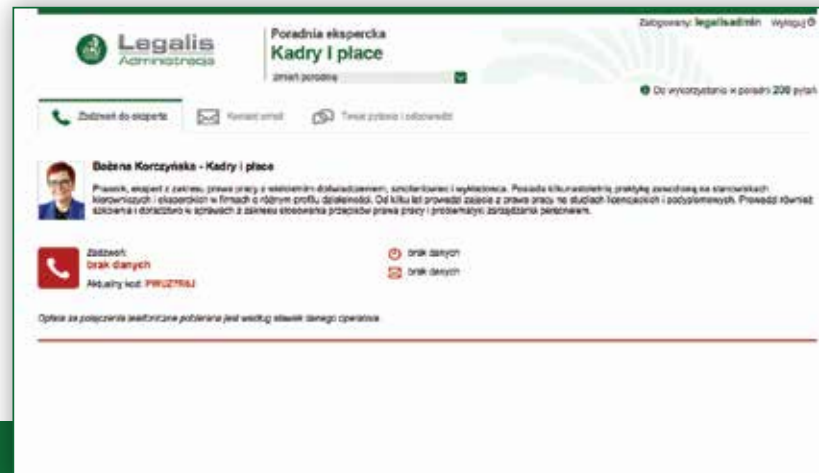 Zalogowany: legalisadmin Wyloguj
Legalis
Administracja
Poradnia ekspercka
Kadry i płace
zmień poradnię
Do wykorzystania w poradni 200 pytań
Zadzwoń do eksperta
Kontakt email
Twoje pytania i odpowiedzi
Bożena Korczyńska - Kadry i płace
Prawnik, ekspert z zakresu prawa pracy z wieloletnim doświadczeniem, szkoleniowiec i wykładowca. Posiada kilkunastoletnią praktykę zawodową na stanowiskach
kierowniczych i eksperckich w firmach o różnym profilu działalności. Od kilku lat prowadzi zajęcia z prawa pracy na studiach licencjackich i podyplomowych. Prowadzi również
szkolenia i doradztwo w sprawach z zakresu stosowania przepisów prawa pracy i problematyki zarządzania personelem.
Zadzwoń:
brak danych
Aktualny kod:
brak danych
brak danych
Opłata za połączenie telefoniczne pobierana jest według stawek danego operatora.